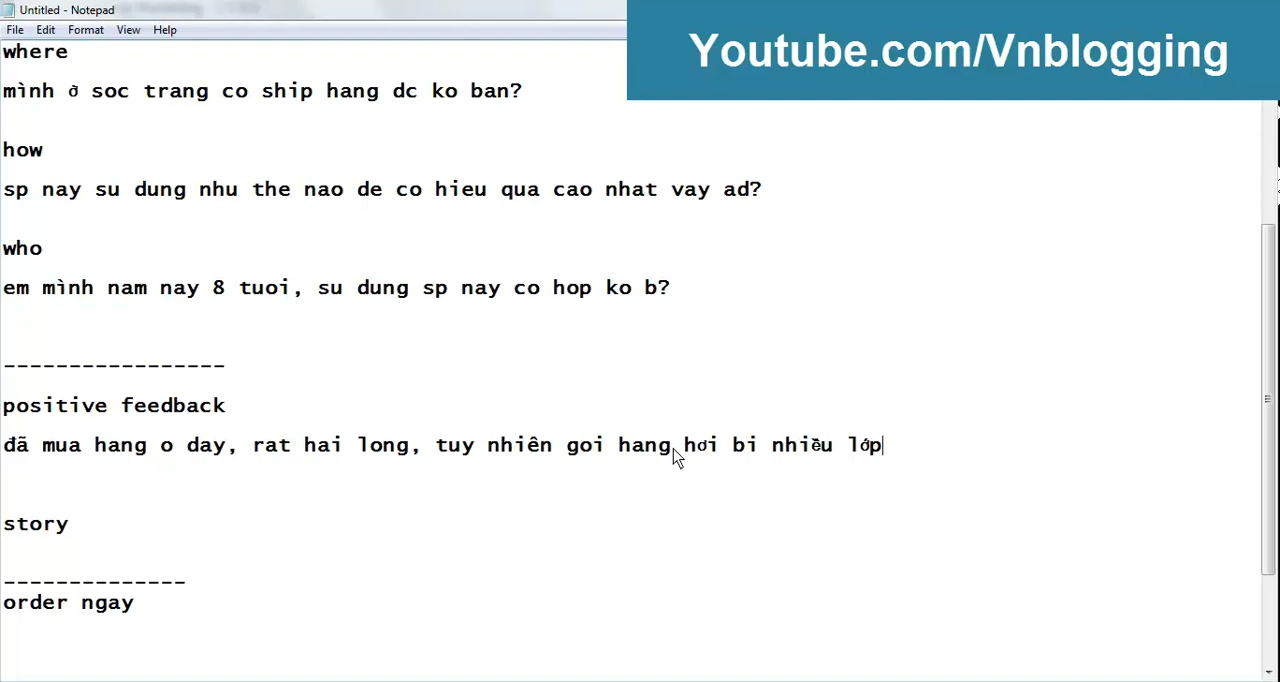 Untitled - Notepad
Youtube.com/Vnblogging
File Edit Format View Help
where
mình ở soc trang co ship hang dc ko ban?
how
sp nay su dung nhu the nao de co hieu qua cao nhat vay ad?
who
em mình nam nay 8 tuoi, su dung sp nay co hop ko b?
-----------------
positive feedback
đã mua hang o day, rat hai long, tuy nhiên goi hang hơi bi nhiều lớp
story
______________
order ngay